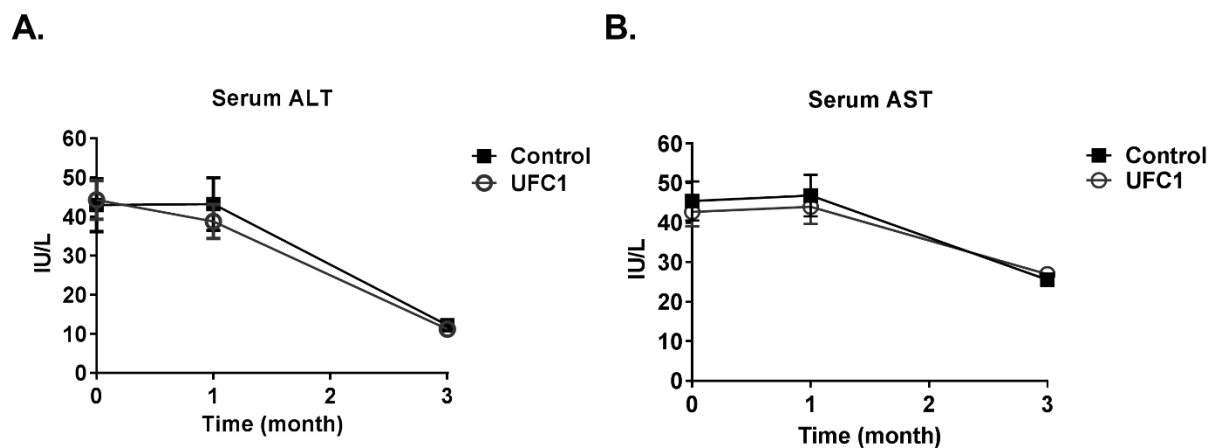 A.
Serum ALT
60
50
40
30
20
10
0
IU/L
0 1 2 3
Time (month)
Control
UFC1
B.
Serum AST
60
50
40
30
20
10
0
IU/L
0 1 2 3
Time (month)
Control
UFC1